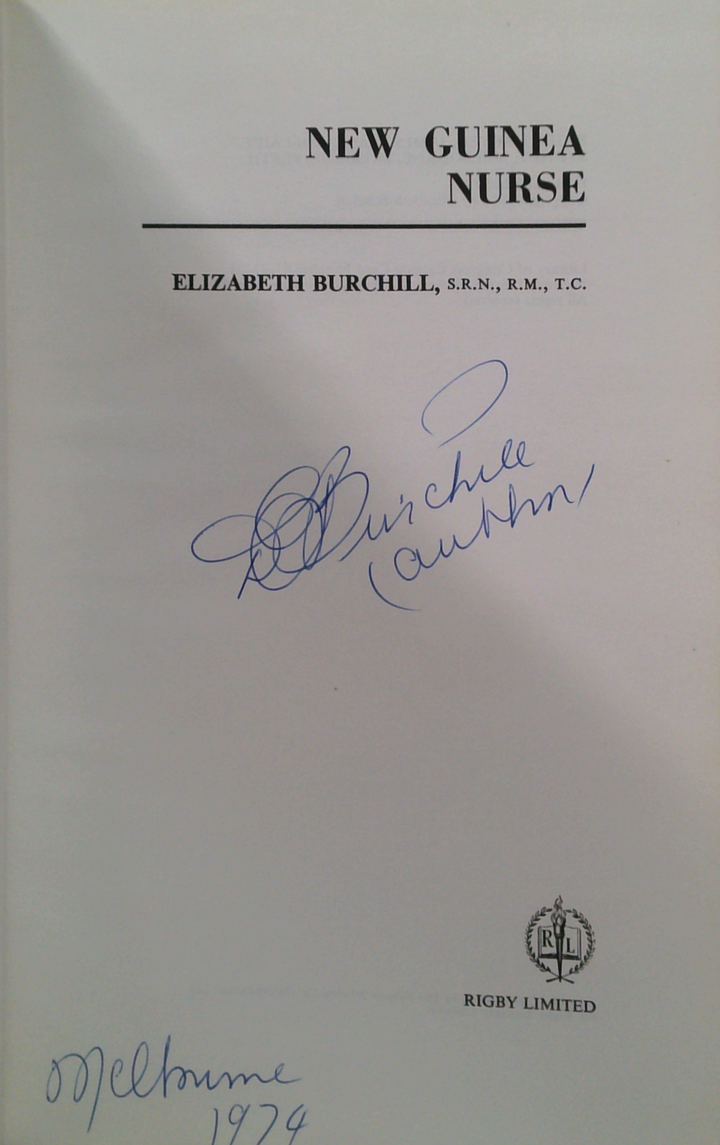 NEW GUINEA
NURSE
ELIZABETH BURCHILL, S.R.N., R.M., T.C.
Burchill
(author)
R L
RIGBY LIMITED
Melbourne
1974